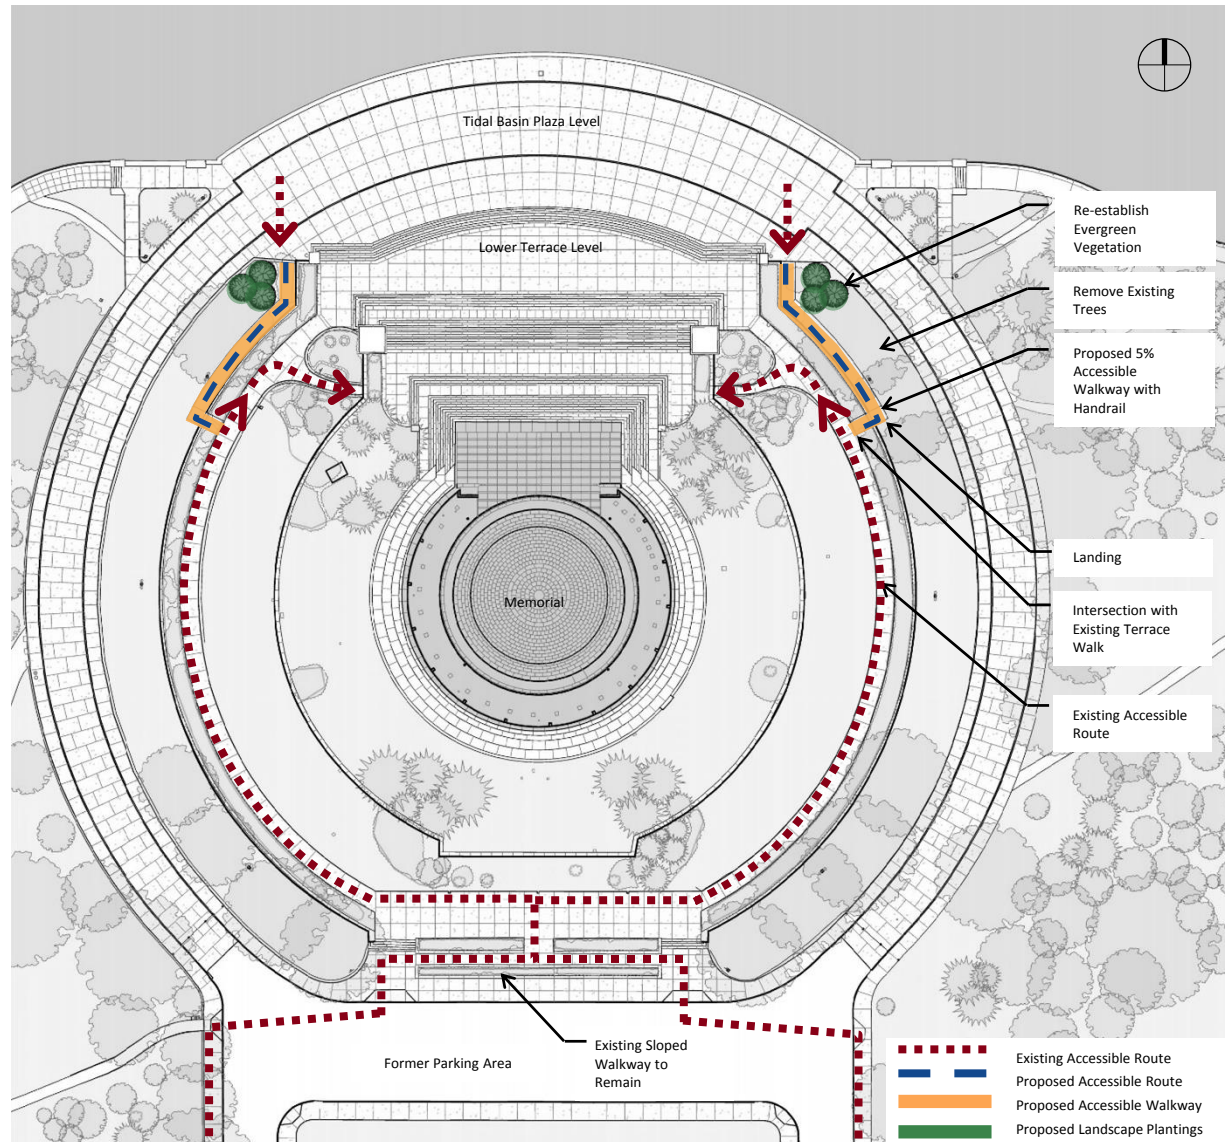 Tidal Basin Plaza Level
Lower Terrace Level
Re-establish
Evergreen
Vegetation
Remove Existing
Trees
Proposed 5%
Accessible
Walkway with
Handrail
Landing
Memorial
Intersection with
Existing Terrace
Walk
Existing Accessible
Route
Existing Sloped
Walkway to
Remain
Former Parking Area
Existing Accessible Route
Proposed Accessible Route
Proposed Accessible Walkway
Proposed Landscape Plantings